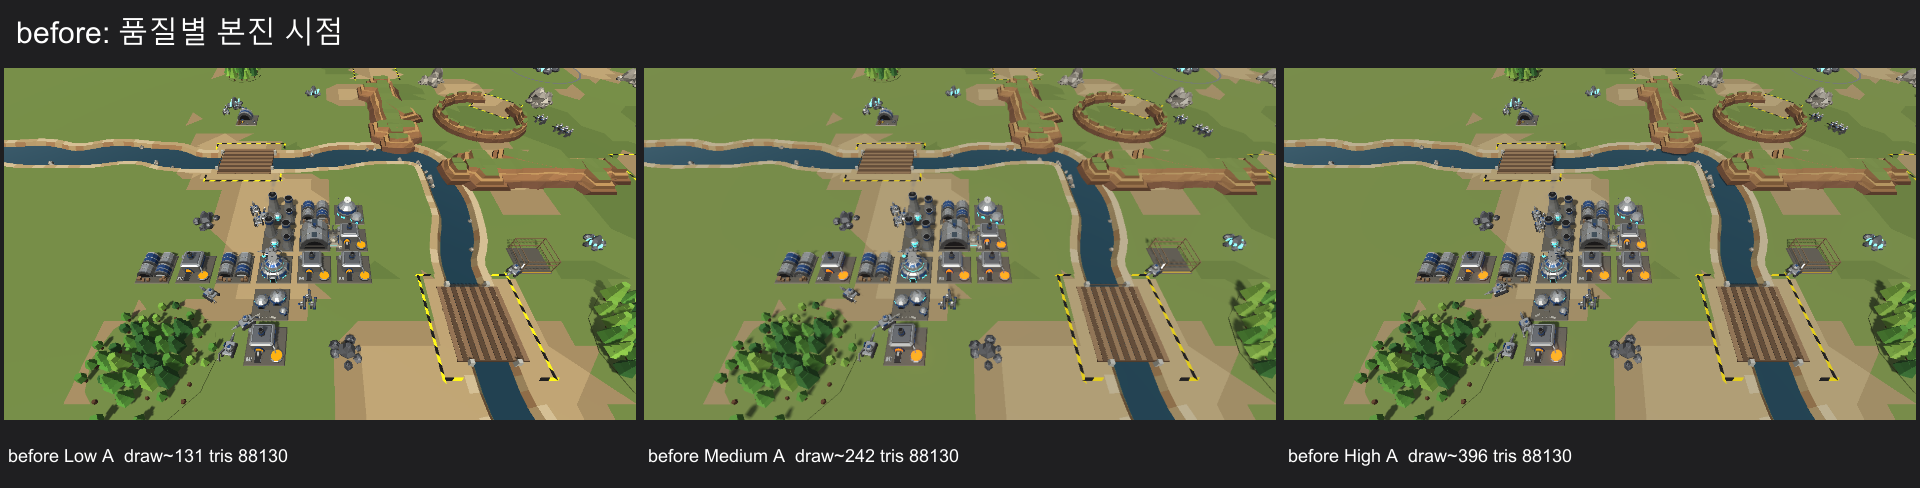 before: 품질별 본진 시점
before Low A  draw~131 tris 88130
before Medium A  draw~242 tris 88130
before High A  draw~396 tris 88130